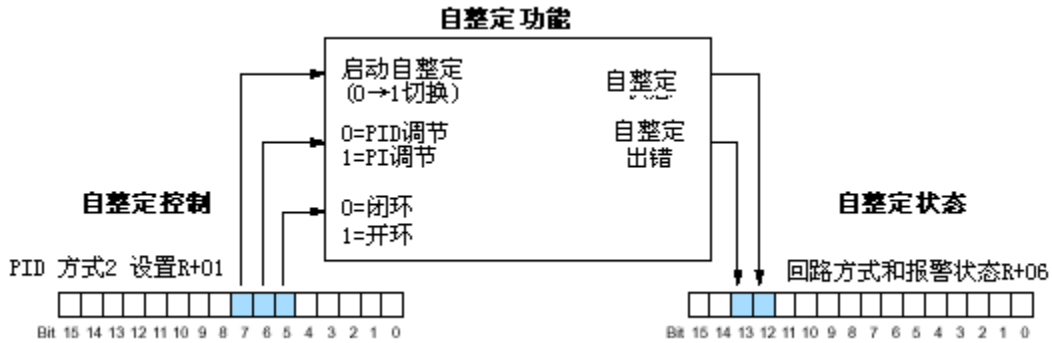 自整定功能
启动自整定
(0→1切换)
自整定
0=PID调节
1=PI调节
自整定
出错
0=闭环
1=开环
自整定控制
自整定状态
PID 方式2 设置R+01
回路方式和报警状态R+06
Bit 15 14 13 12 11 10 9 8 7 6 5 4 3 2 1 0
Bit 15 14 13 12 11 10 9 8 7 6 5 4 3 2 1 0